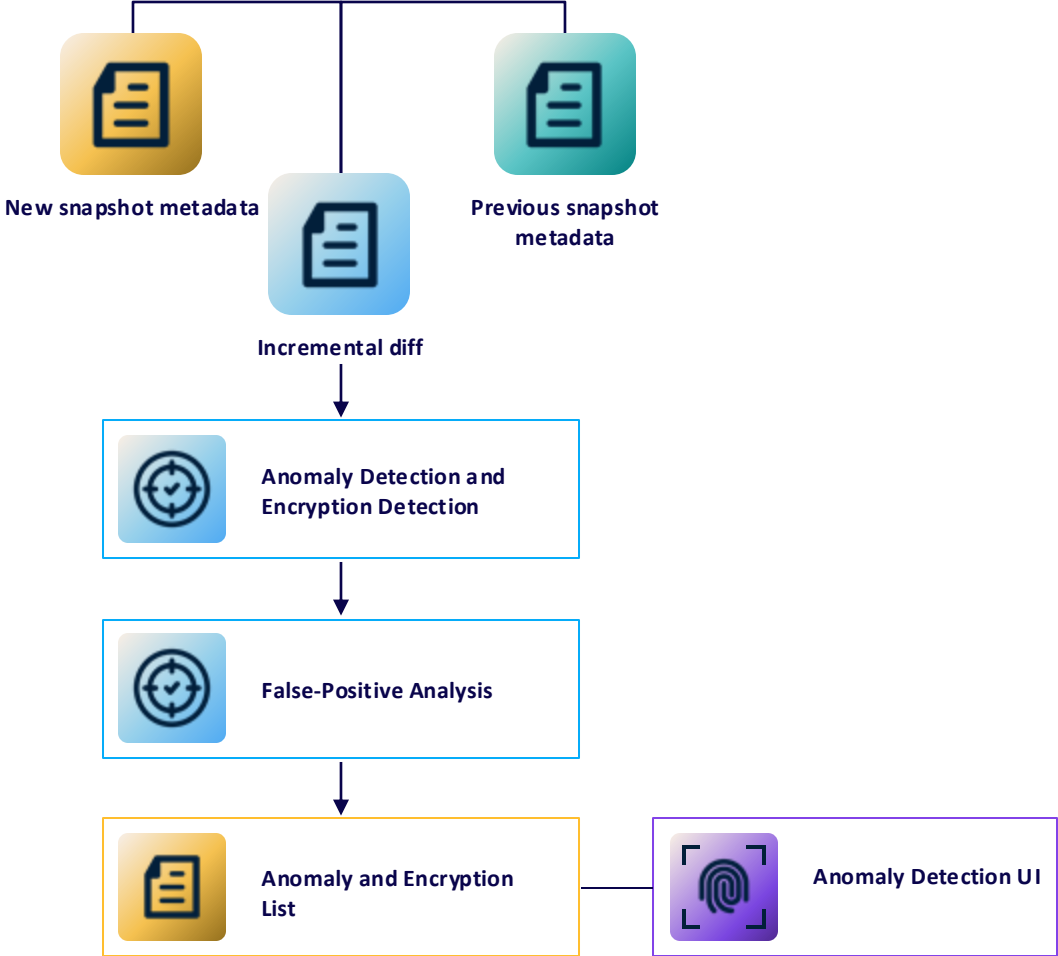 New snapshot metadata
Previous snapshot
metadata
Incremental diff
Anomaly Detection and
Encryption Detection
False-Positive Analysis
Anomaly and Encryption
List
Anomaly Detection UI